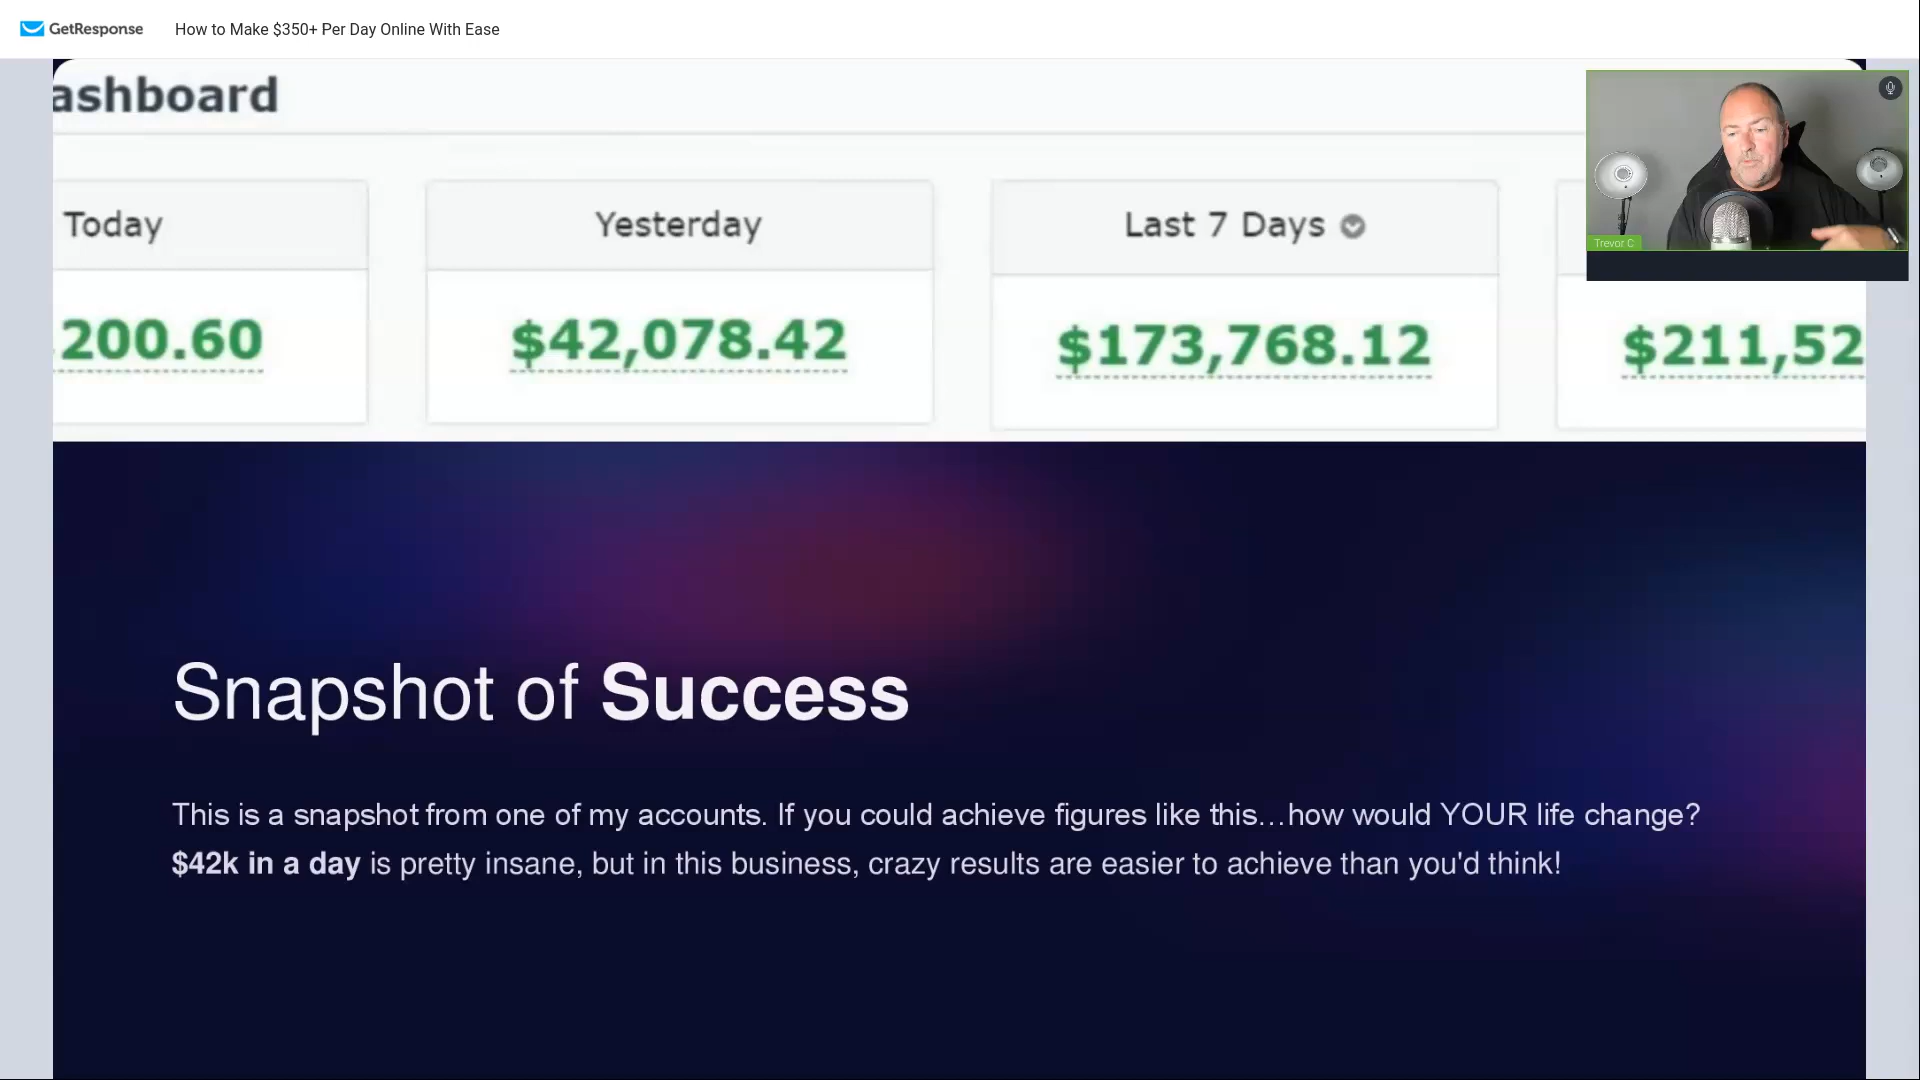 GetResponse How to Make $350+ Per Day Online With Ease
ashboard
Today Yesterday Last 7 Days
200.60 $42,078.42 $173,768.12 $211,52
Trevor C
Snapshot of Success
This is a snapshot from one of my accounts. If you could achieve figures like this…how would YOUR life change?
$42k in a day is pretty insane, but in this business, crazy results are easier to achieve than you'd think!